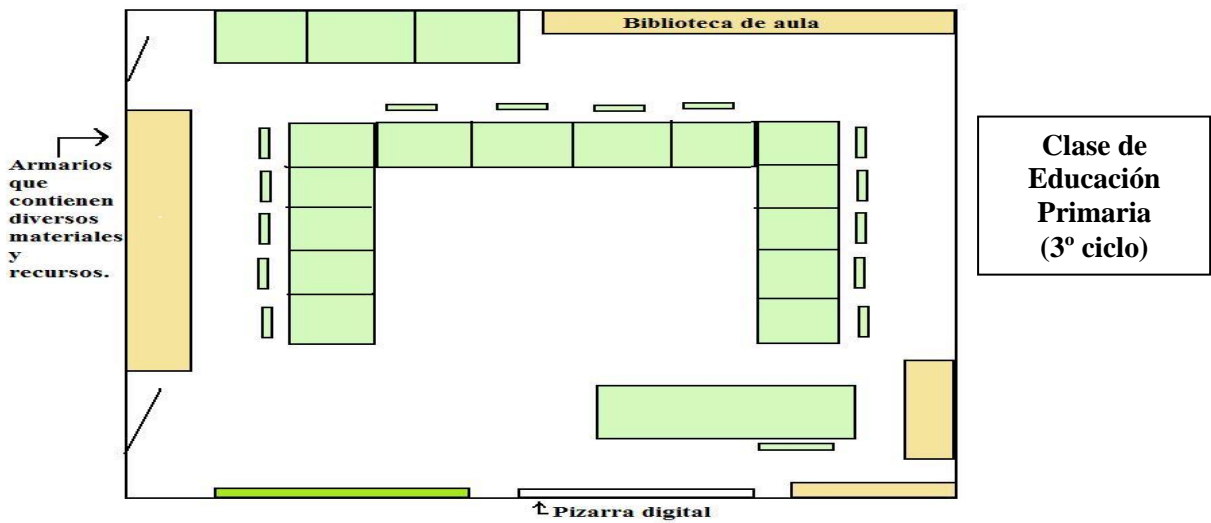 Biblioteca de aula
Armarios
que
contienen
diversos
materiales
y
recursos.
Clase de
Educación
Primaria
(3º ciclo)
Pizarra digital